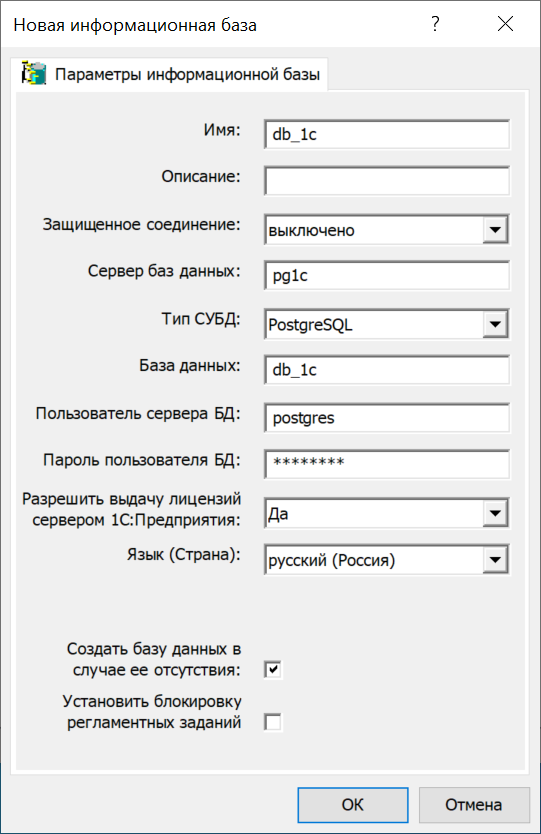 Новая информационная база
?
Параметры информационной базы
Имя: db_1c
Описание:
Защищенное соединение: выключено
Сервер баз данных: pg1c
Тип СУБД: PostgreSQL
База данных: db_1c
Пользователь сервера БД: postgres
Пароль пользователя БД: ********
Разрешить выдачу лицензий
сервером 1С:Предприятия: Да
Язык (Страна): русский (Россия)
Создать базу данных в
случае ее отсутствия:
Установить блокировку
регламентных заданий
OK Отмена